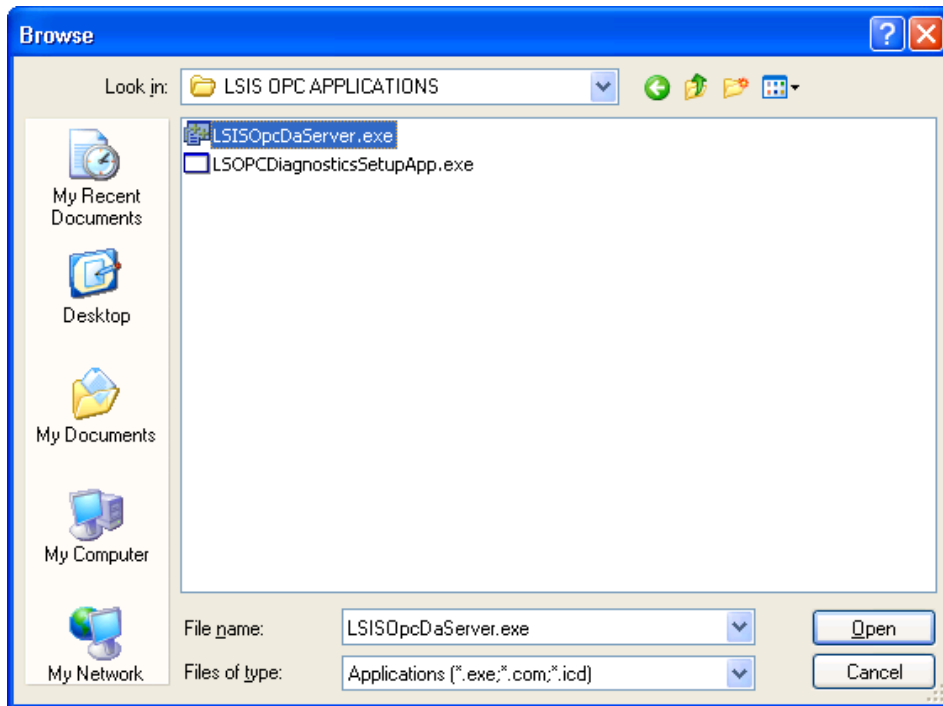 Browse
Look in:
LSIS OPC APPLICATIONS
LSISOpcDaServer.exe
LSOPCDiagnosticsSetupApp.exe
My Recent
Documents
Desktop
My Documents
My Computer
My Network
File name:
LSISOpcDaServer.exe
Open
Files of type:
Applications (*.exe;*.com;*.icd)
Cancel